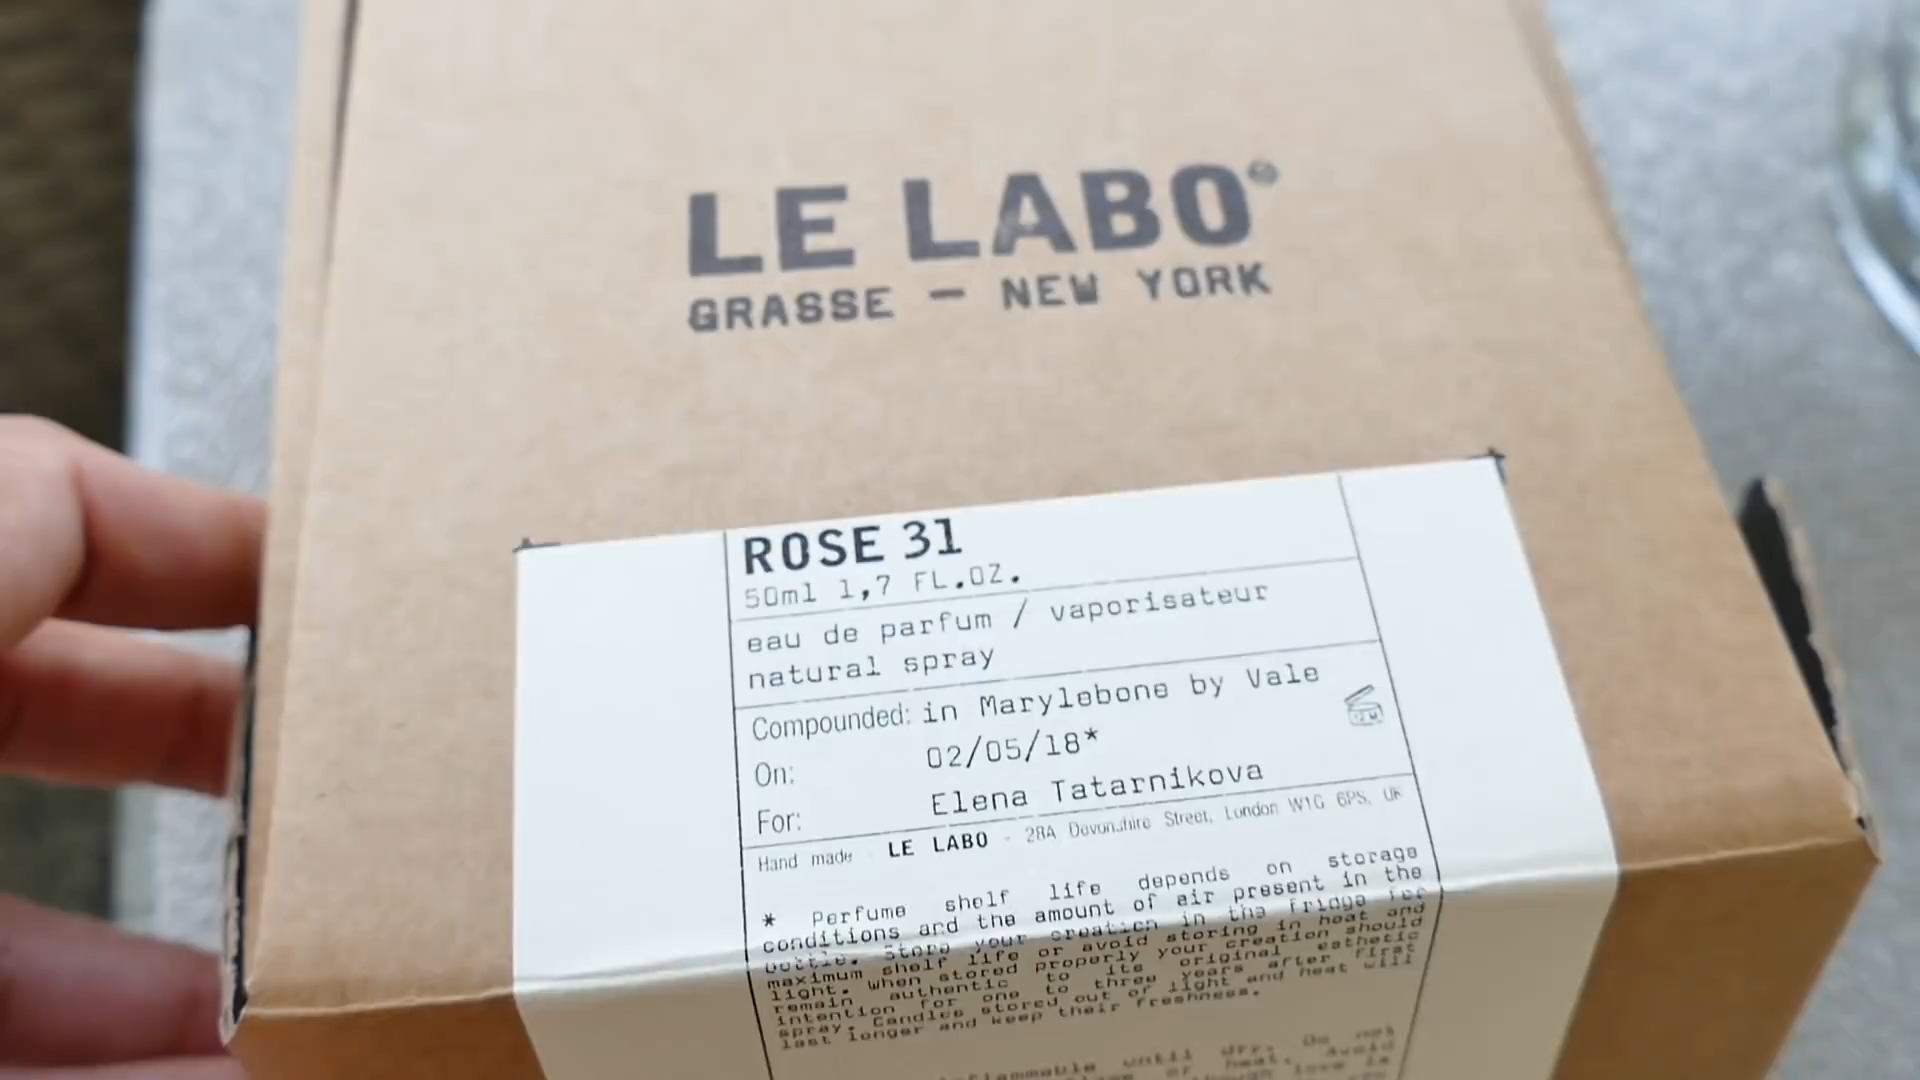 LE LABO®
GRASSE — NEW YORK
ROSE 31
50ml 1,7 FL.OZ.
eau de parfum / vaporisateur
natural spray
Compounded: in Marylebone by Vale
On: 02/05/18*
For: Elena Tatarnikova
Hand made - LE LABO - 28A Devonshire Street, London W1G 6PS, UK
* Perfume shelf life depends on storage
conditions and the amount of air present in the
bottle. Store your creation in the fridge for
maximum shelf life or avoid storing in heat and
light. When stored properly your creation should
remain authentic to its original esthetic
intention for one to three years after first
spray. Candles stored out of light and heat will
last longer and keep their freshness.
until dry. Do not